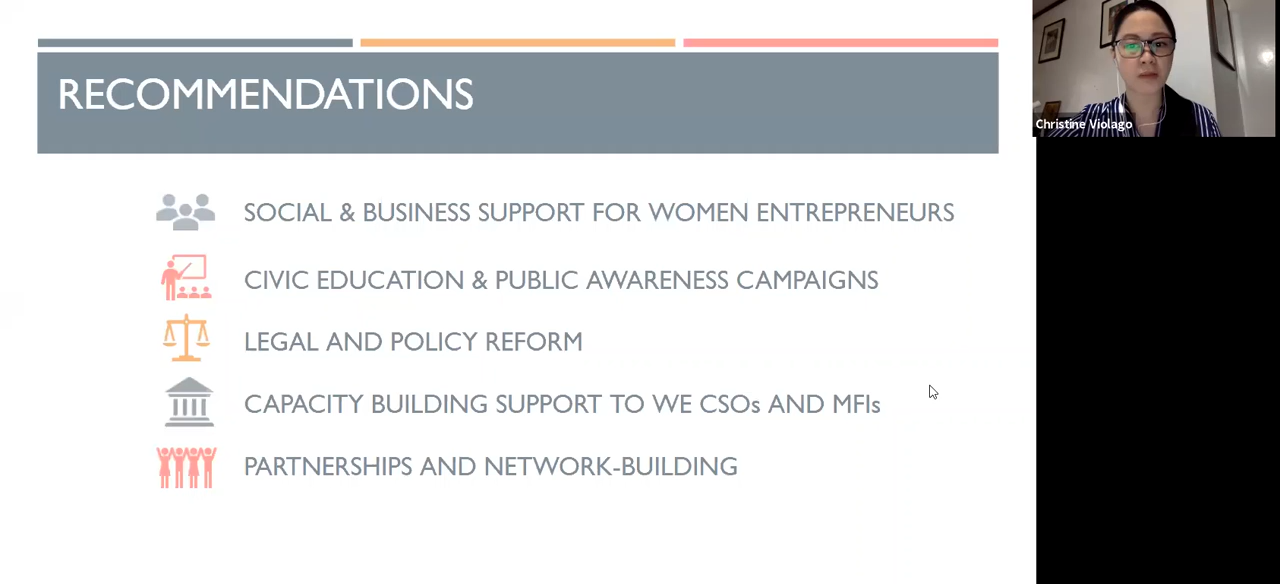 RECOMMENDATIONS
SOCIAL & BUSINESS SUPPORT FOR WOMEN ENTREPRENEURS
CIVIC EDUCATION & PUBLIC AWARENESS CAMPAIGNS
LEGAL AND POLICY REFORM
CAPACITY BUILDING SUPPORT TO WE CSOs AND MFIs
PARTNERSHIPS AND NETWORK-BUILDING
Christine Violago